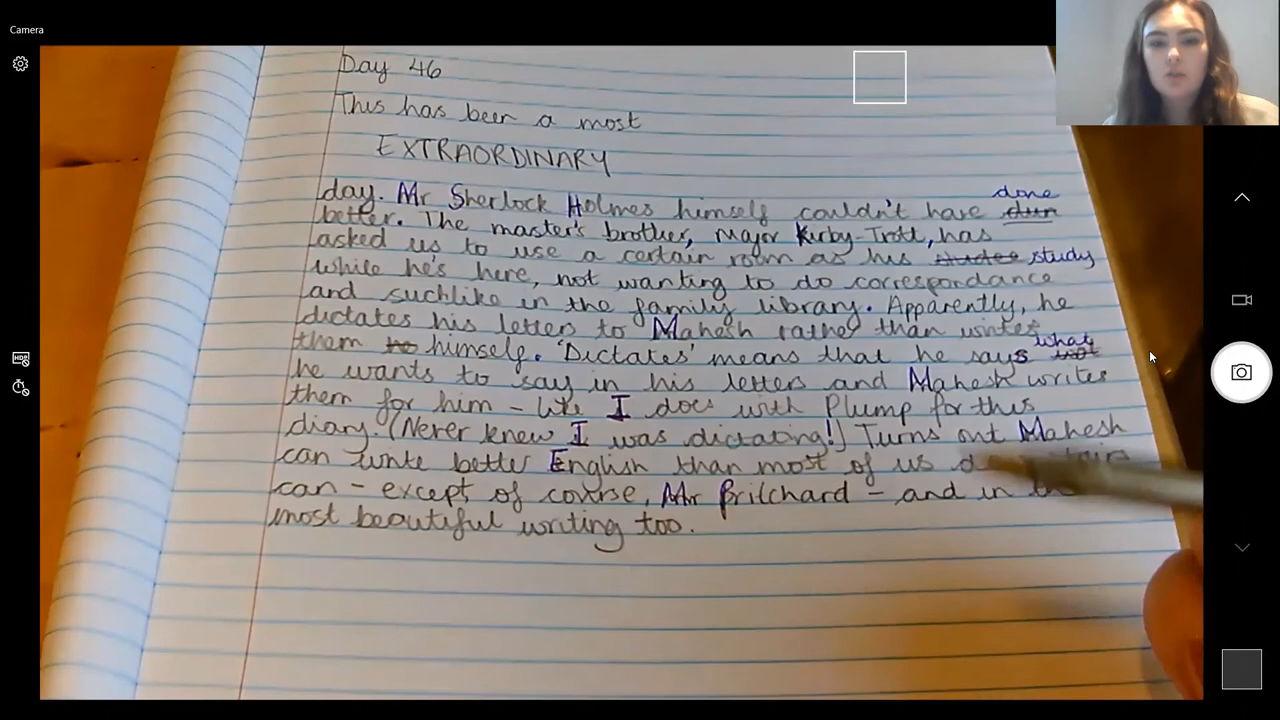 Camera
Day 46
This has been a most
EXTRAORDINARY
day. Mr Sherlock Holmes himself couldn't have done dun
better. The master's brother, Major Kirby-Trott, has
asked us to use a certain room as his study
while he's here, not wanting to do correspondance
and suchlike in the family library. Apparently, he
dictates his letters to Mahesh rather than writes
them himself. 'Dictates' means that he says what wot
he wants to say in his letters and Mahesh writes
them for him - like I does with Plump for this
diary. (Never knew I was dictating!) Turns out Mahesh
can write better English than most of us
can - except of course, Mr Prilchard - and in
most beautiful writing too.
HDR